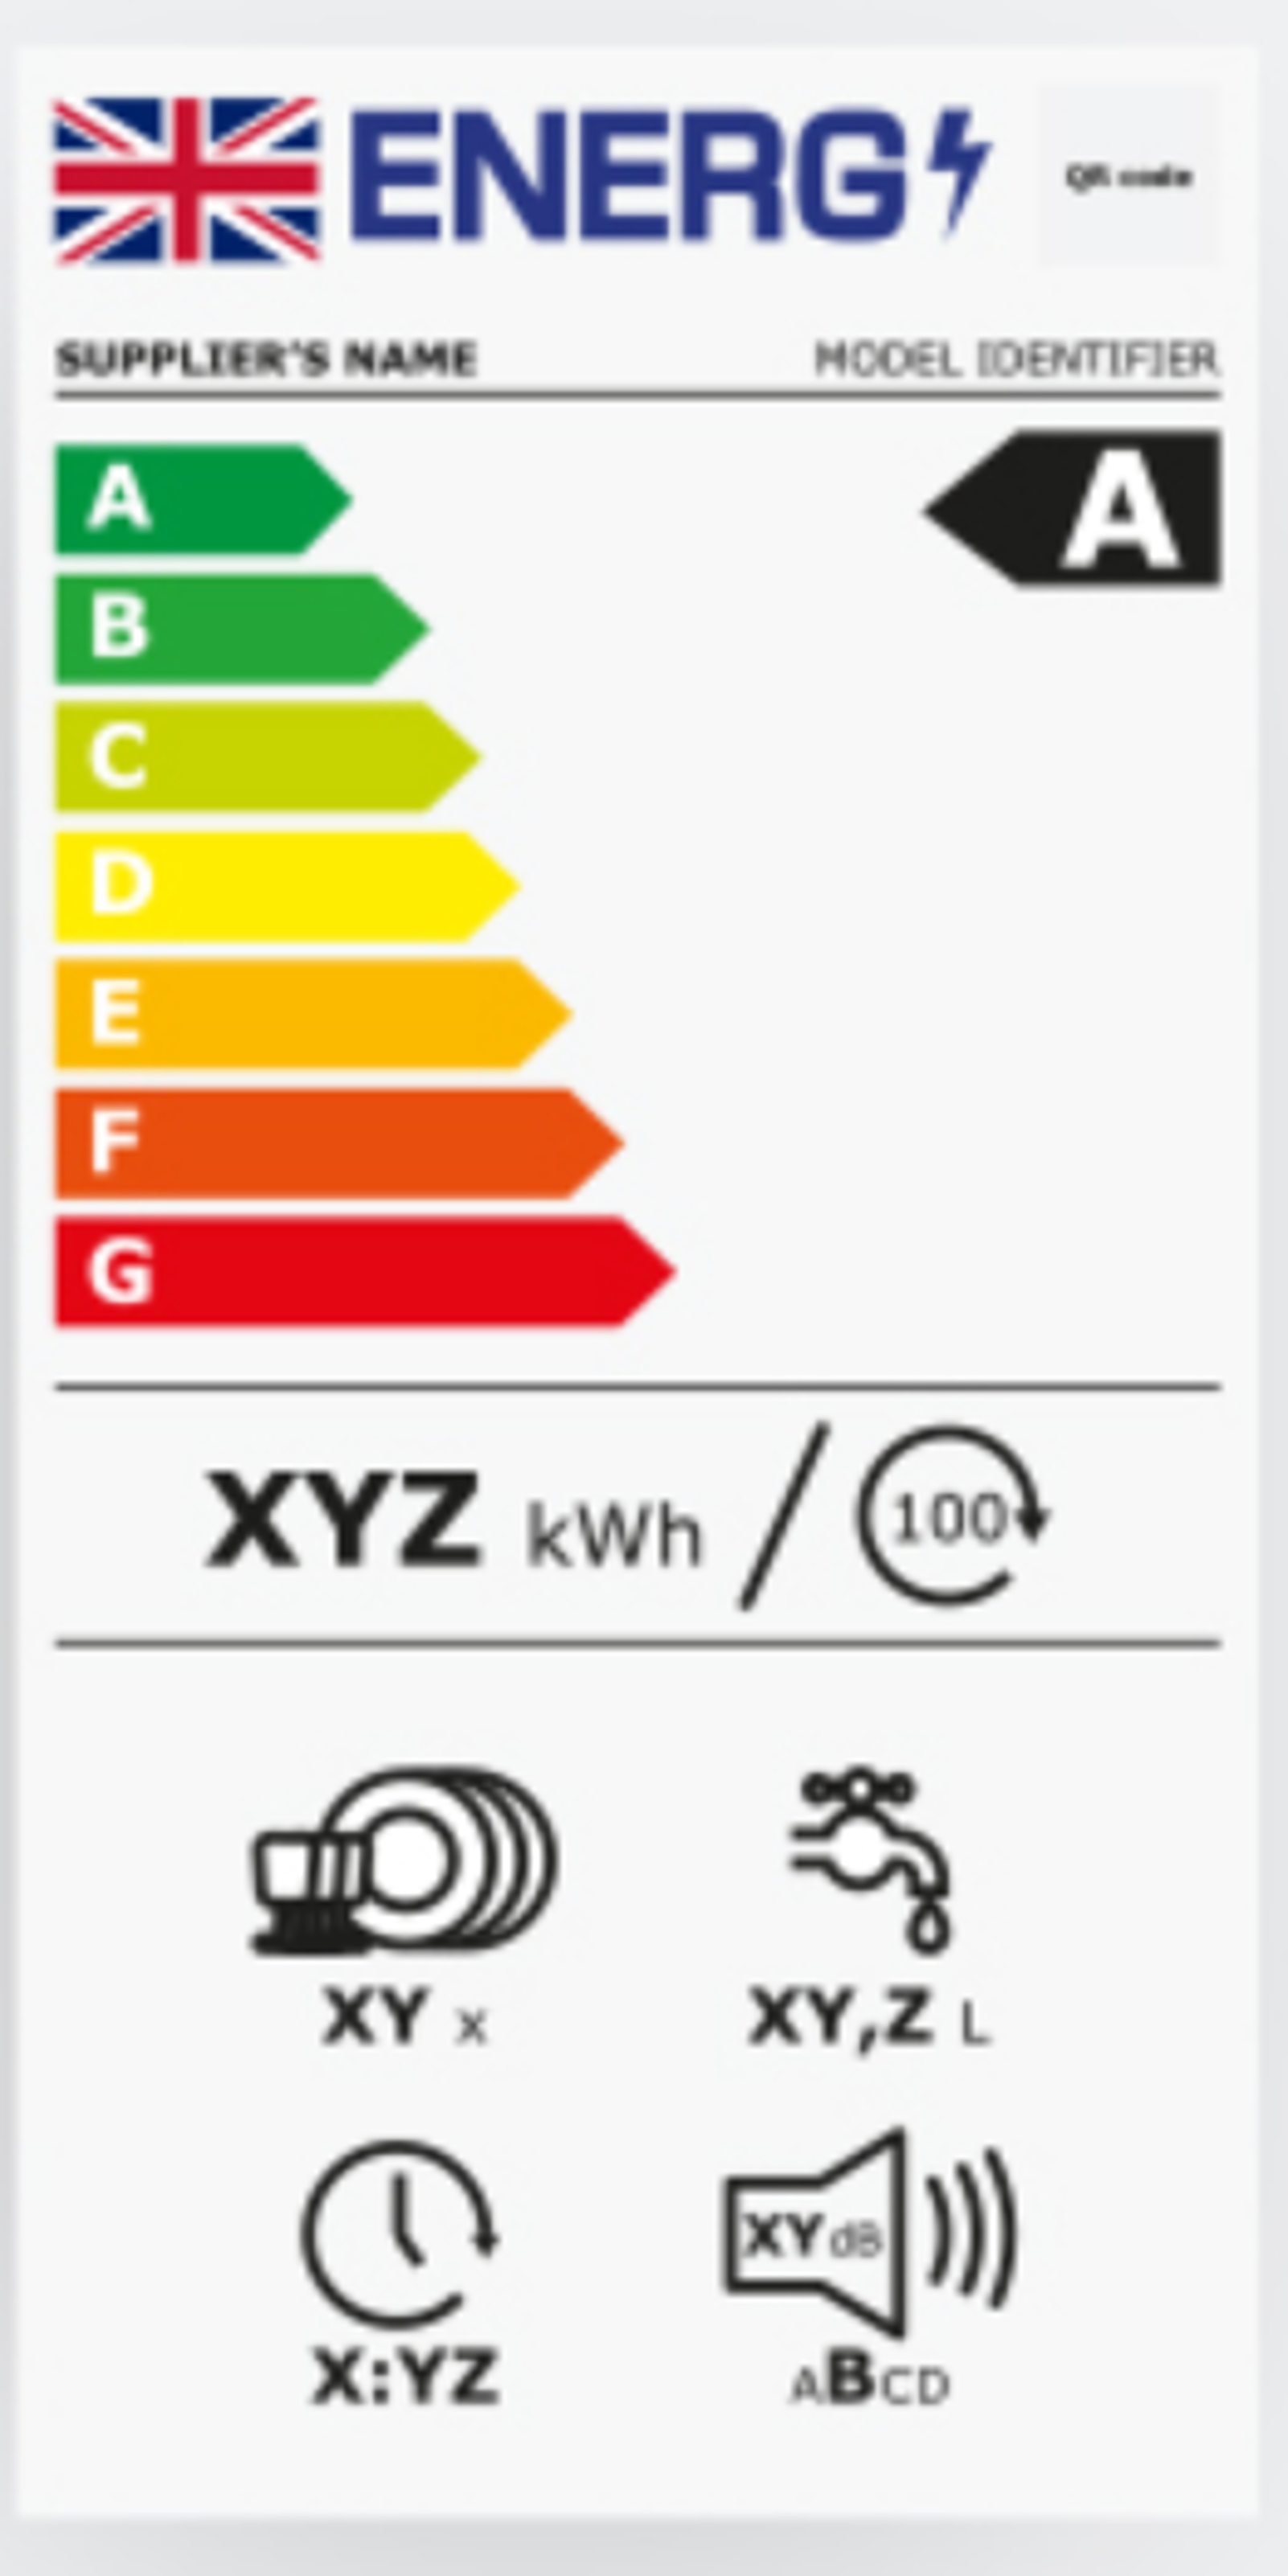 ENERG
QR code
SUPPLIER'S NAME MODEL IDENTIFIER
A A
B
C
D
E
F
G
XYZ kWh / 100
XY x XY,Z L
XY dB
X:YZ ABCD